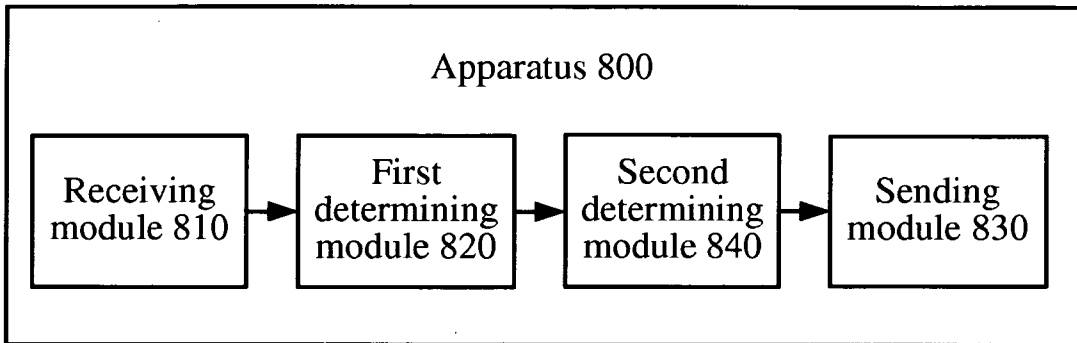 Apparatus 800
Receiving
module 810
First
determining
module 820
Second
determining
module 840
Sending
module 830